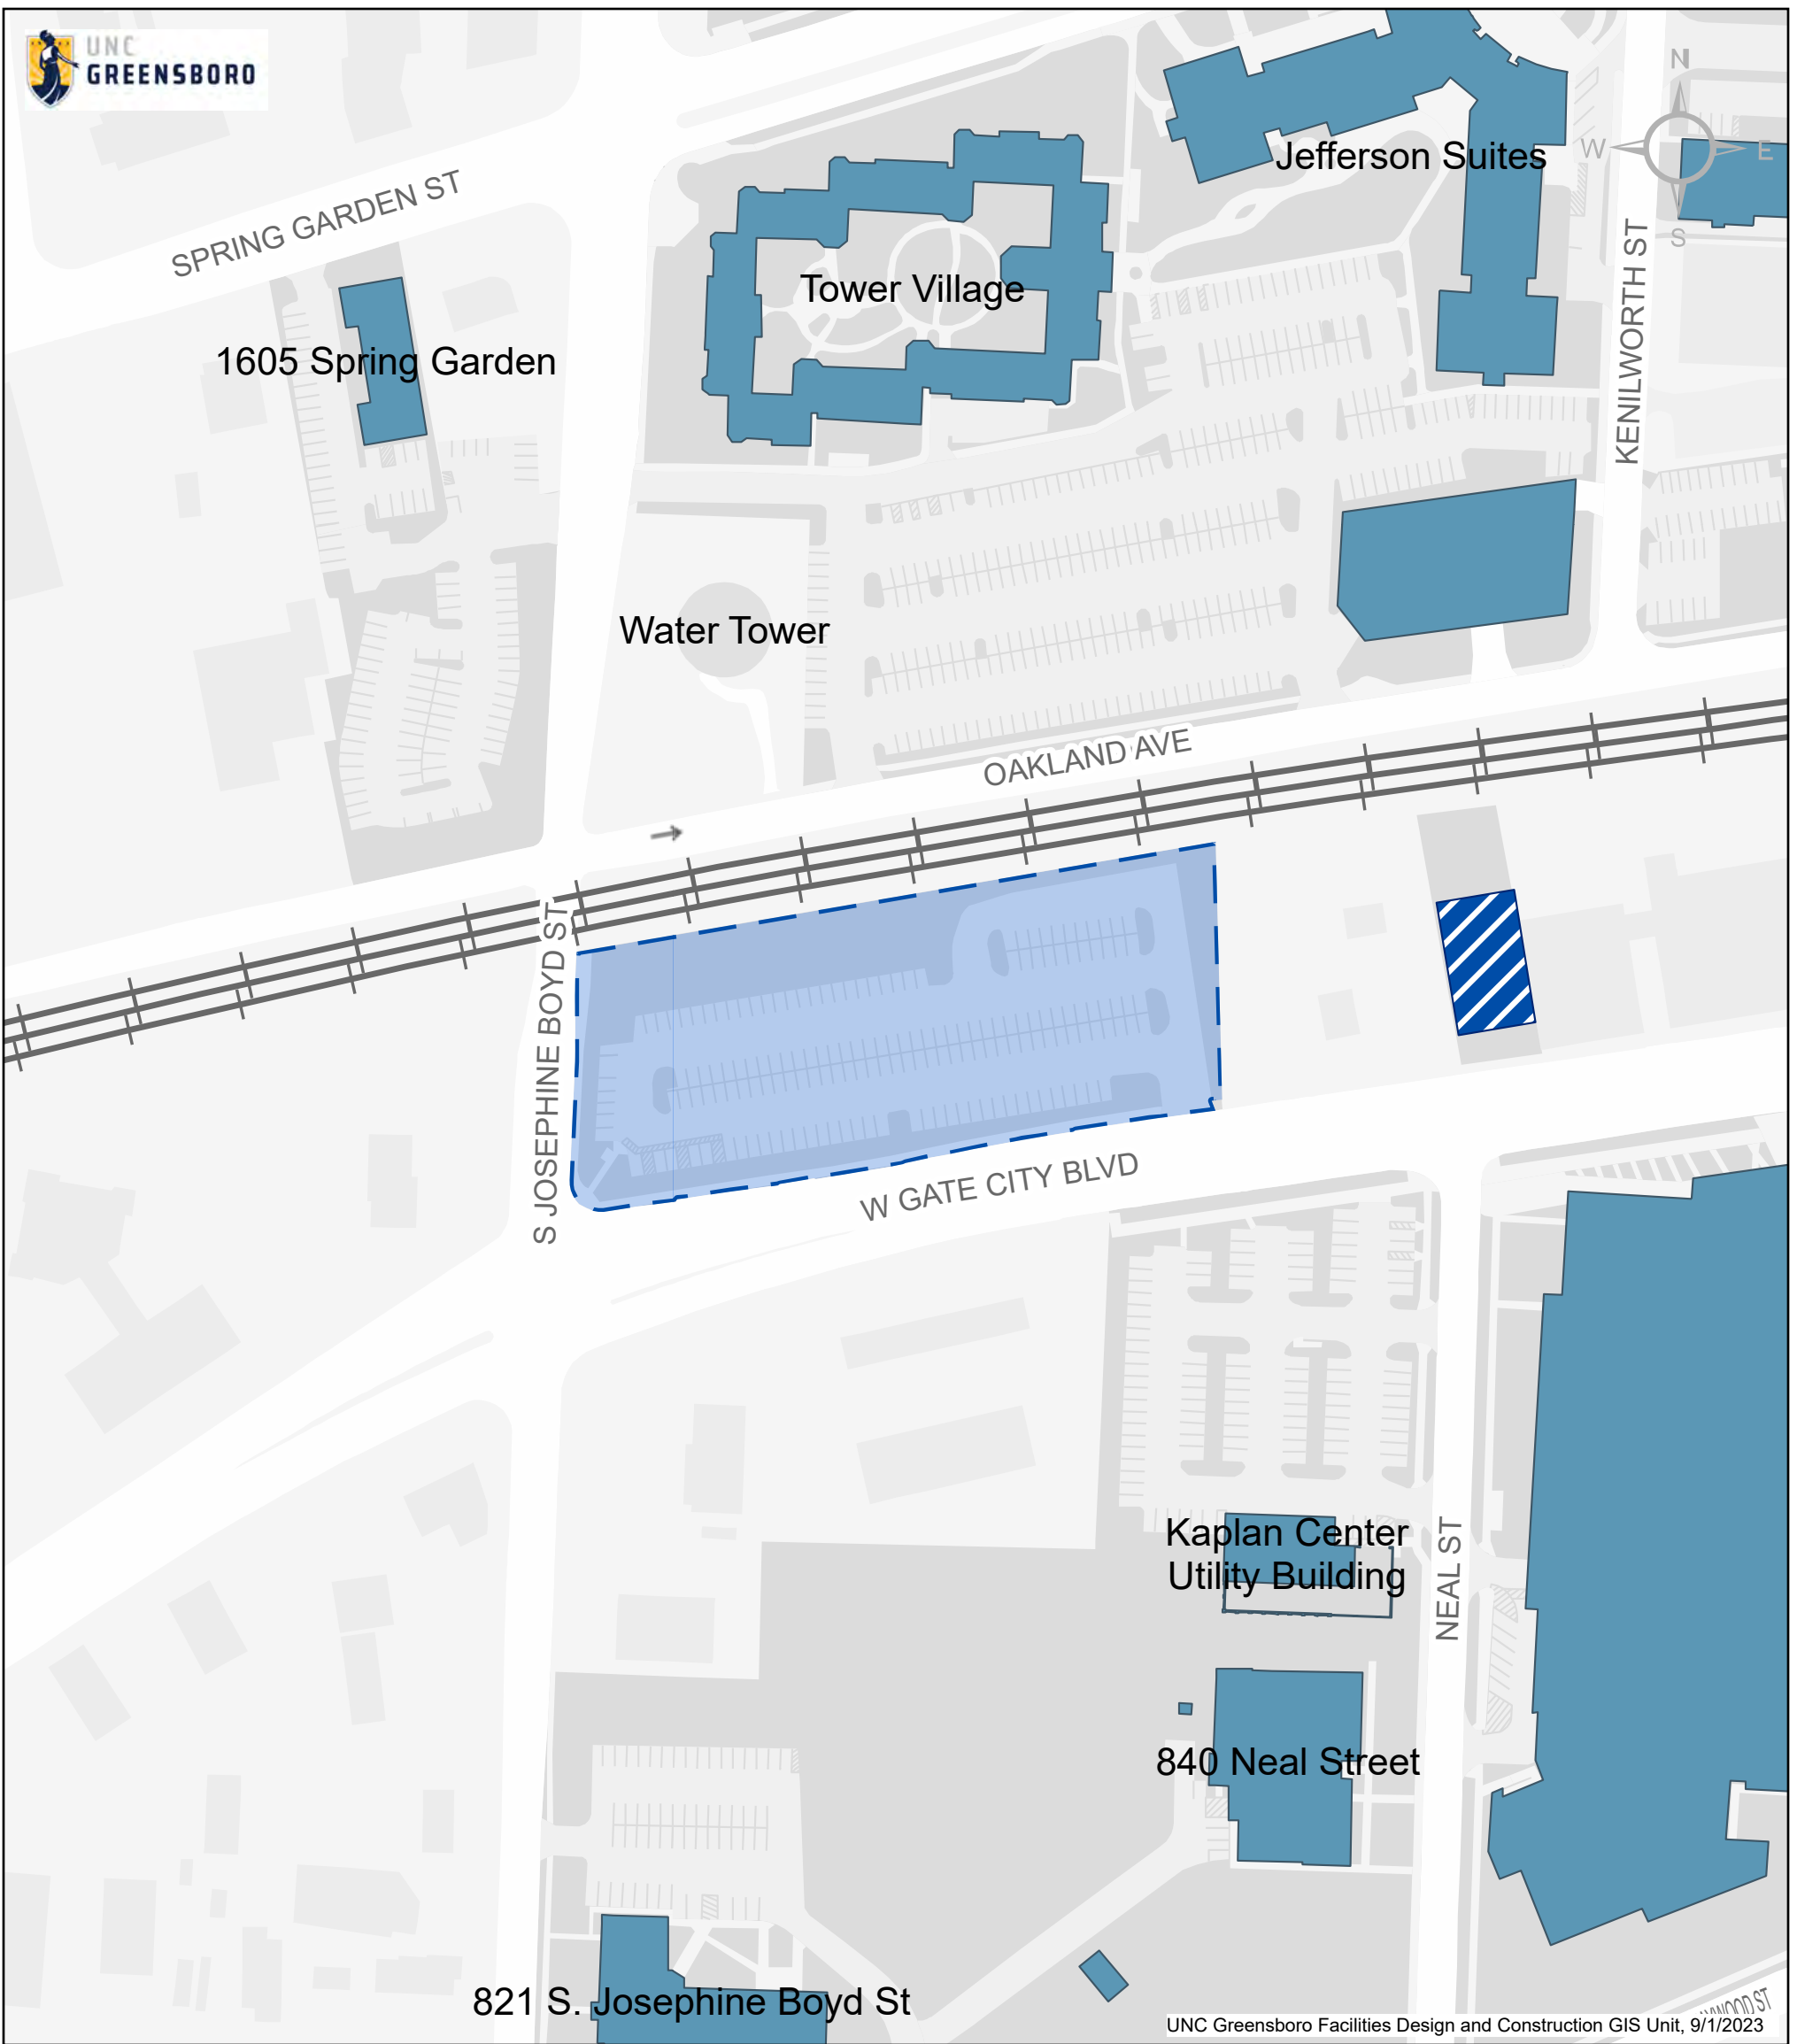 UNC
GREENSBORO
N
W
E
S
SPRING GARDEN ST
Jefferson Suites
Tower Village
1605 Spring Garden
KENILWORTH ST
Water Tower
OAKLAND AVE
S JOSEPHINE BOYD ST
W GATE CITY BLVD
Kaplan Center
Utility Building
NEAL ST
840 Neal Street
821 S. Josephine Boyd St
UNC Greensboro Facilities Design and Construction GIS Unit, 9/1/2023